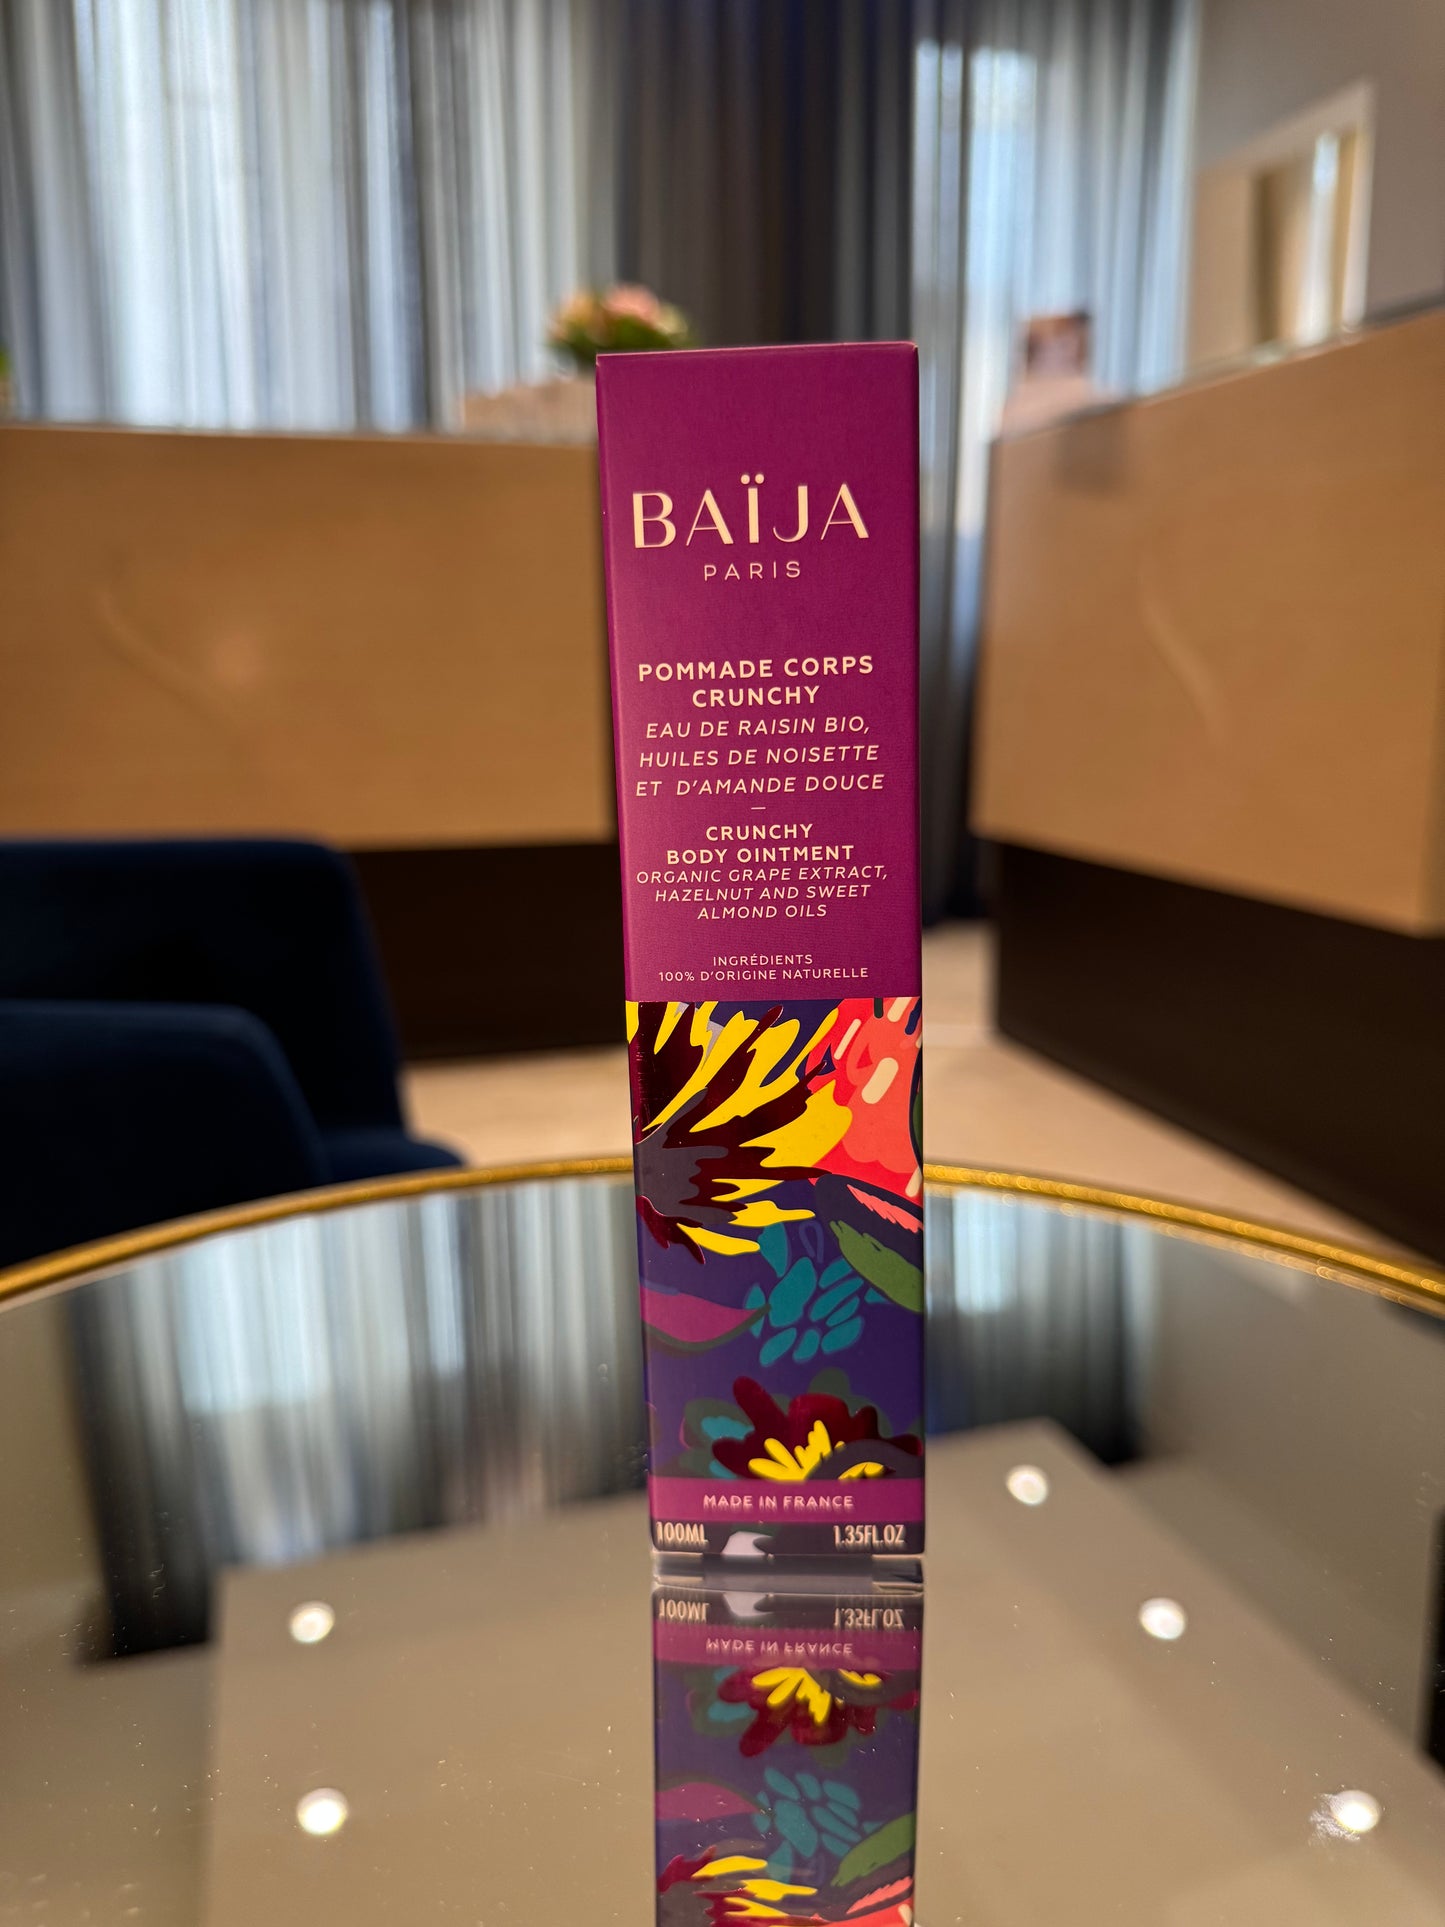 BAÏJA
PARIS
POMMADE CORPS
CRUNCHY
EAU DE RAISIN BIO,
HUILES DE NOISETTE
ET D'AMANDE DOUCE
—
CRUNCHY
BODY OINTMENT
ORGANIC GRAPE EXTRACT,
HAZELNUT AND SWEET
ALMOND OILS
INGRÉDIENTS
100% D'ORIGINE NATURELLE
MADE IN FRANCE
100ML 1.35FL.OZ